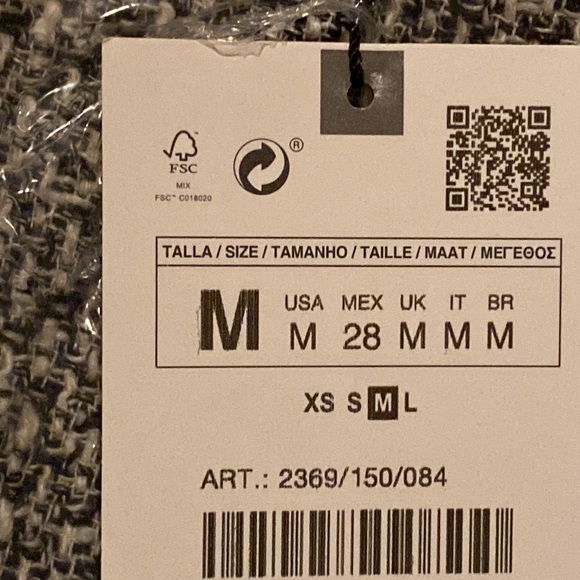 FSC
MIX
FSC™ C018020
®
TALLA / SIZE / TAMANHO / TAILLE / MAAT / ΜΕΓΕΘΟΣ
M USA MEX UK IT BR
M 28 M M M
XS S M L
ART.: 2369/150/084